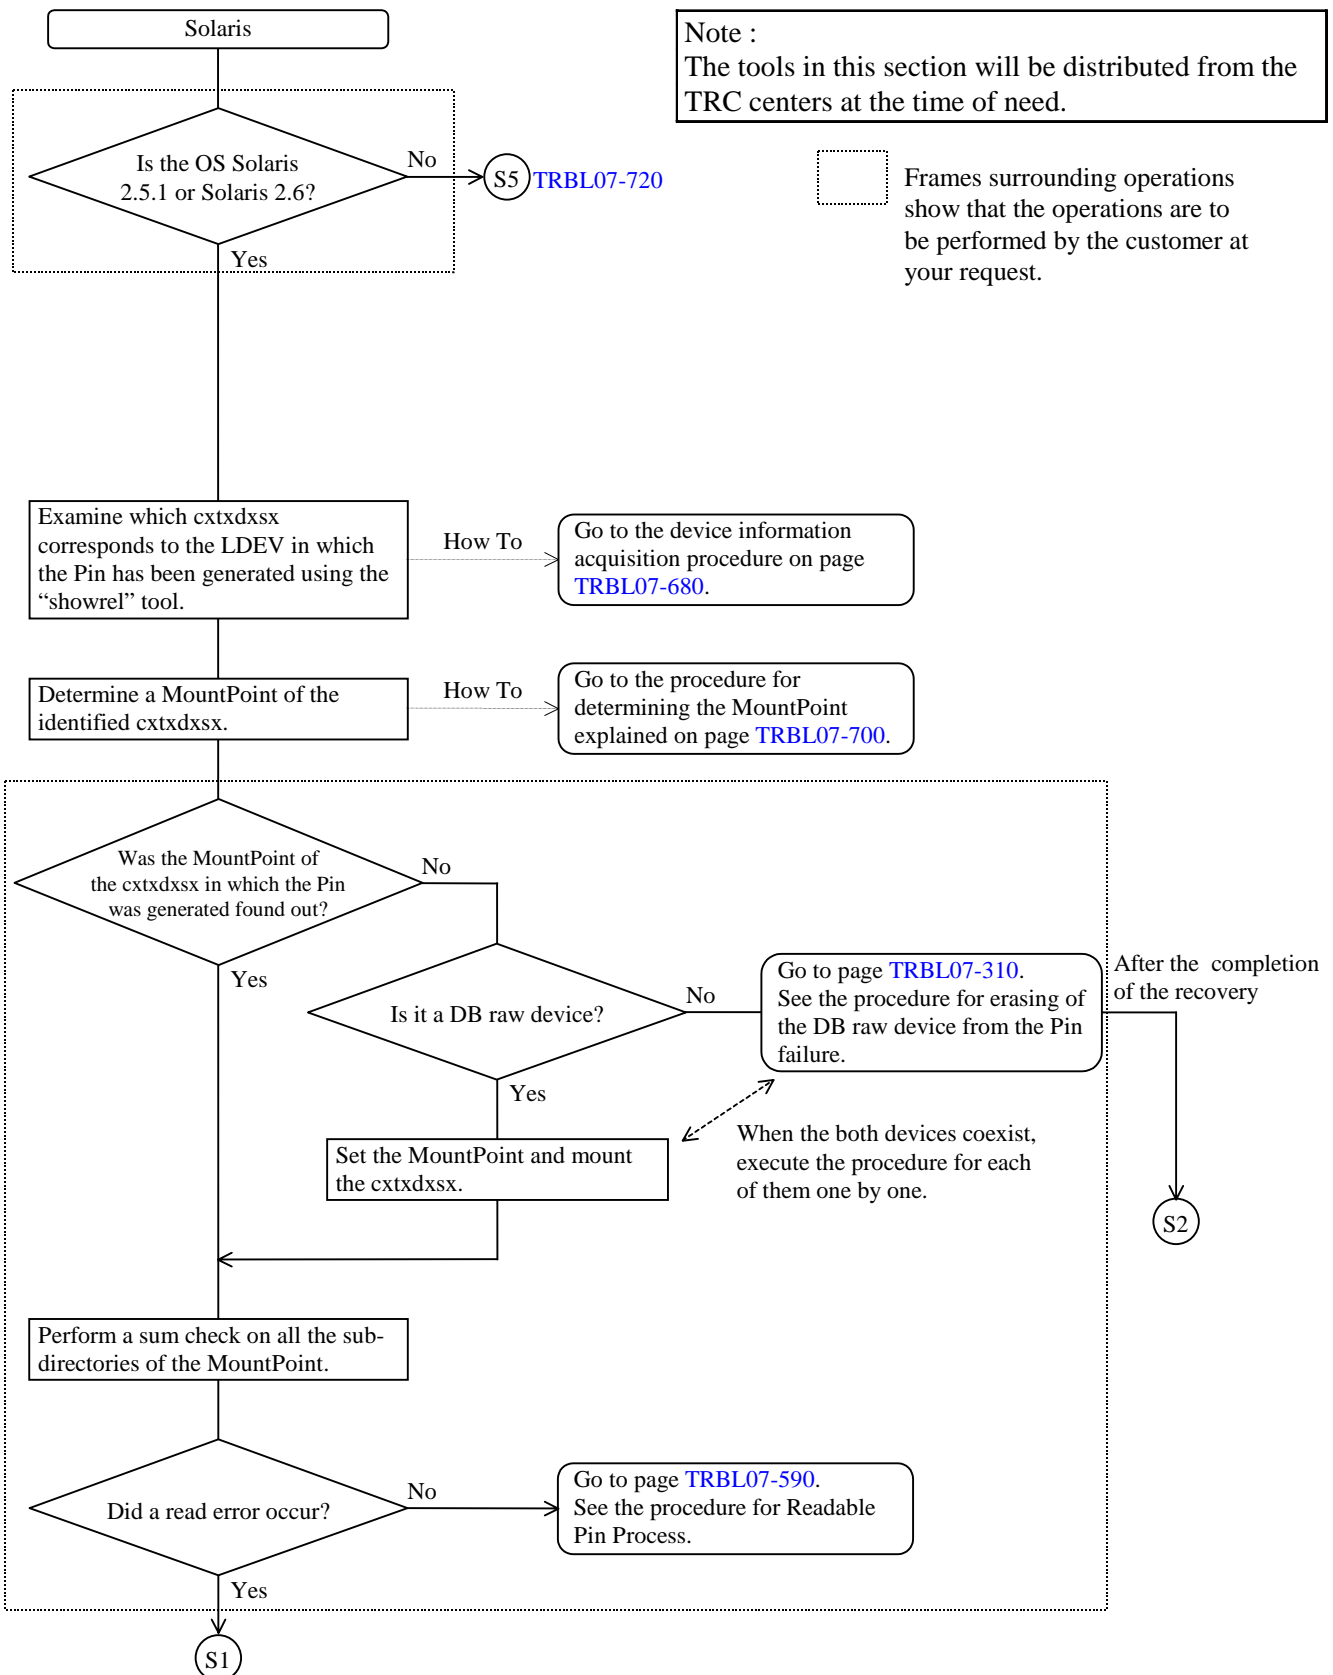 Solaris
Note :
The tools in this section will be distributed from the
TRC centers at the time of need.
Is the OS Solaris
2.5.1 or Solaris 2.6?
No
S5
TRBL07-720
Yes
Frames surrounding operations
show that the operations are to
be performed by the customer at
your request.
Examine which cxtxdxsx
corresponds to the LDEV in which
the Pin has been generated using the
“showrel” tool.
How To
Go to the device information
acquisition procedure on page
TRBL07-680.
Determine a MountPoint of the
identified cxtxdxsx.
How To
Go to the procedure for
determining the MountPoint
explained on page TRBL07-700.
Was the MountPoint of
the cxtxdxsx in which the Pin
was generated found out?
No
Yes
Is it a DB raw device?
No
Go to page TRBL07-310.
See the procedure for erasing of
the DB raw device from the Pin
failure.
After the completion
of the recovery
Yes
Set the MountPoint and mount
the cxtxdxsx.
When the both devices coexist,
execute the procedure for each
of them one by one.
S2
Perform a sum check on all the sub-
directories of the MountPoint.
Did a read error occur?
No
Go to page TRBL07-590.
See the procedure for Readable
Pin Process.
Yes
S1